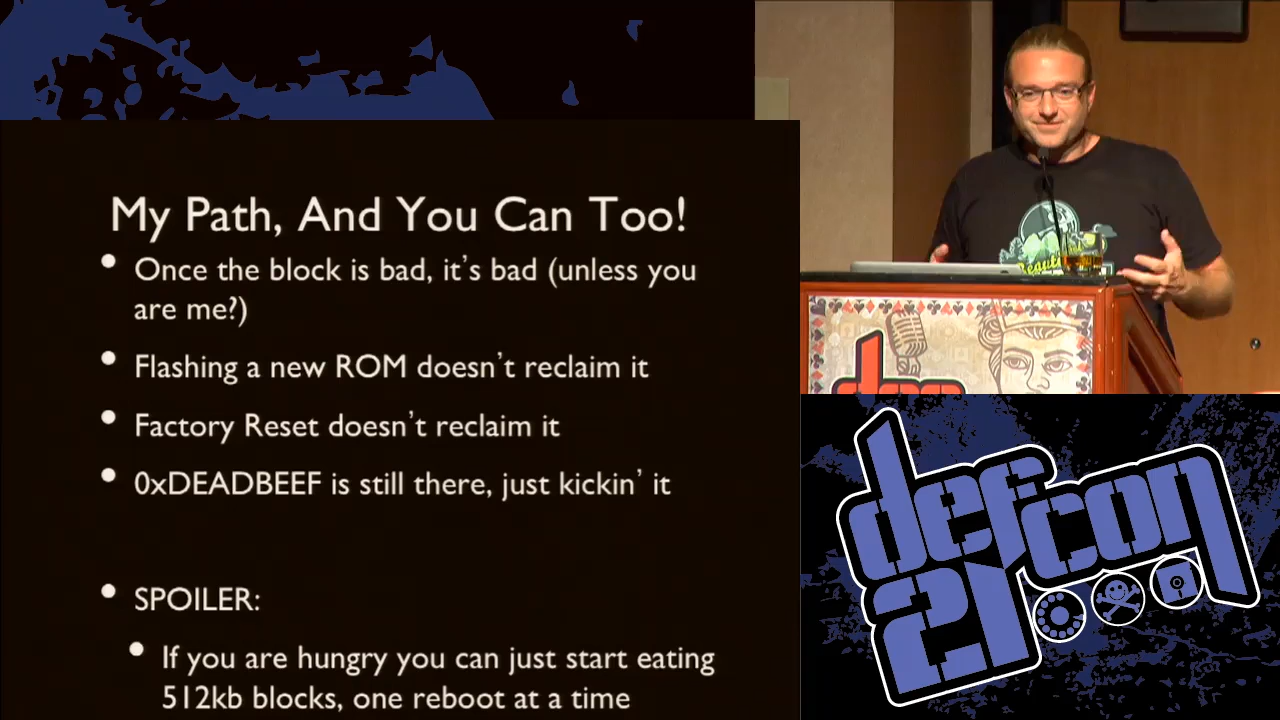 My Path, And You Can Too!
• Once the block is bad, it's bad (unless you
are me?)
• Flashing a new ROM doesn't reclaim it
• Factory Reset doesn't reclaim it
• 0xDEADBEEF is still there, just kickin' it
• SPOILER:
• If you are hungry you can just start eating
512kb blocks, one reboot at a time
defcon
21